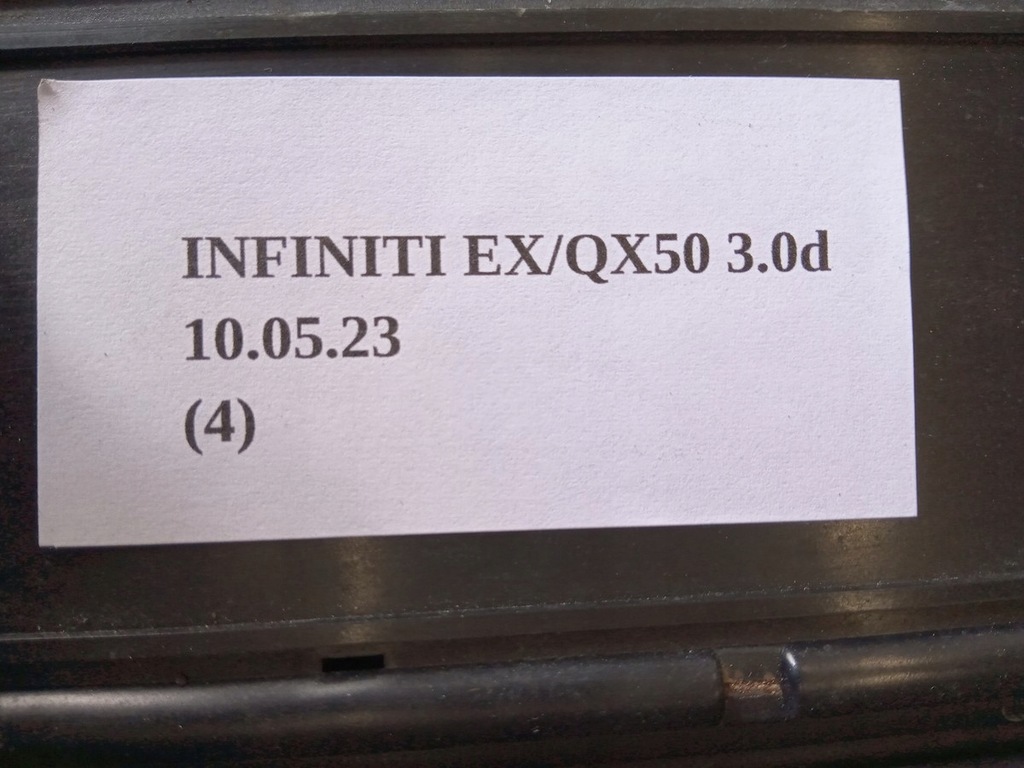 INFINITI EX/QX50 3.0d
10.05.23
(4)